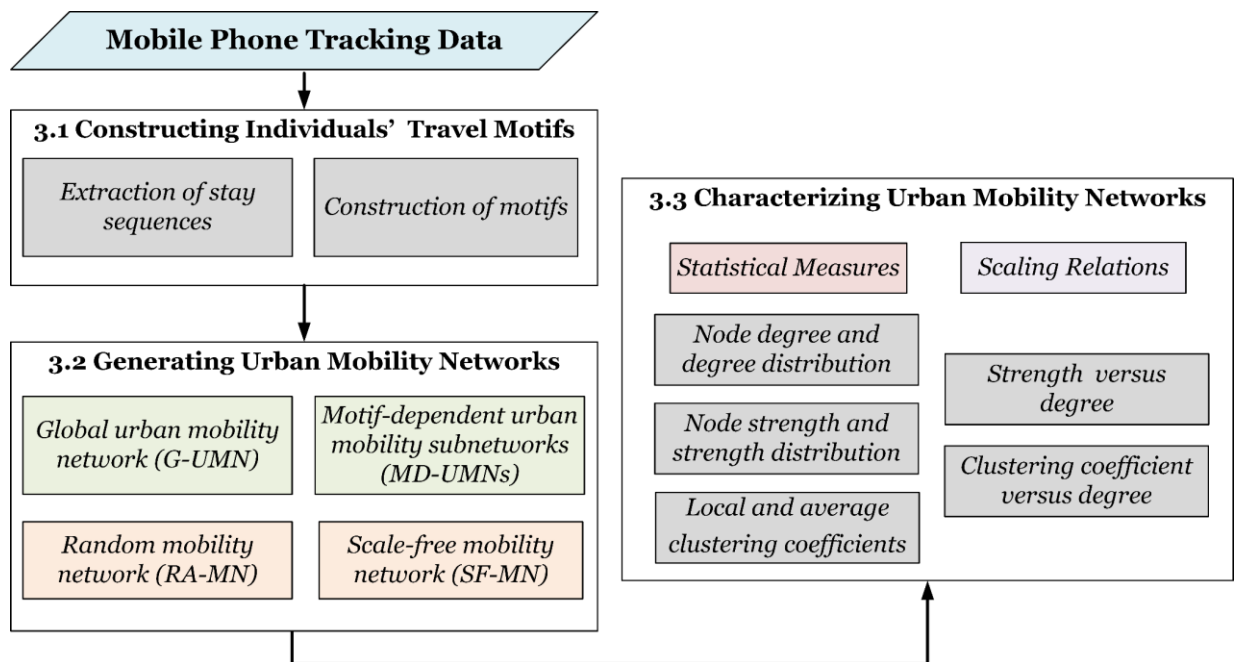 Mobile Phone Tracking Data
3.1 Constructing Individuals’ Travel Motifs
Extraction of stay
sequences
Construction of motifs
3.2 Generating Urban Mobility Networks
Global urban mobility
network (G-UMN)
Motif-dependent urban
mobility subnetworks
(MD-UMNs)
Random mobility
network (RA-MN)
Scale-free mobility
network (SF-MN)
3.3 Characterizing Urban Mobility Networks
Statistical Measures
Node degree and
degree distribution
Node strength and
strength distribution
Local and average
clustering coefficients
Scaling Relations
Strength versus
degree
Clustering coefficient
versus degree